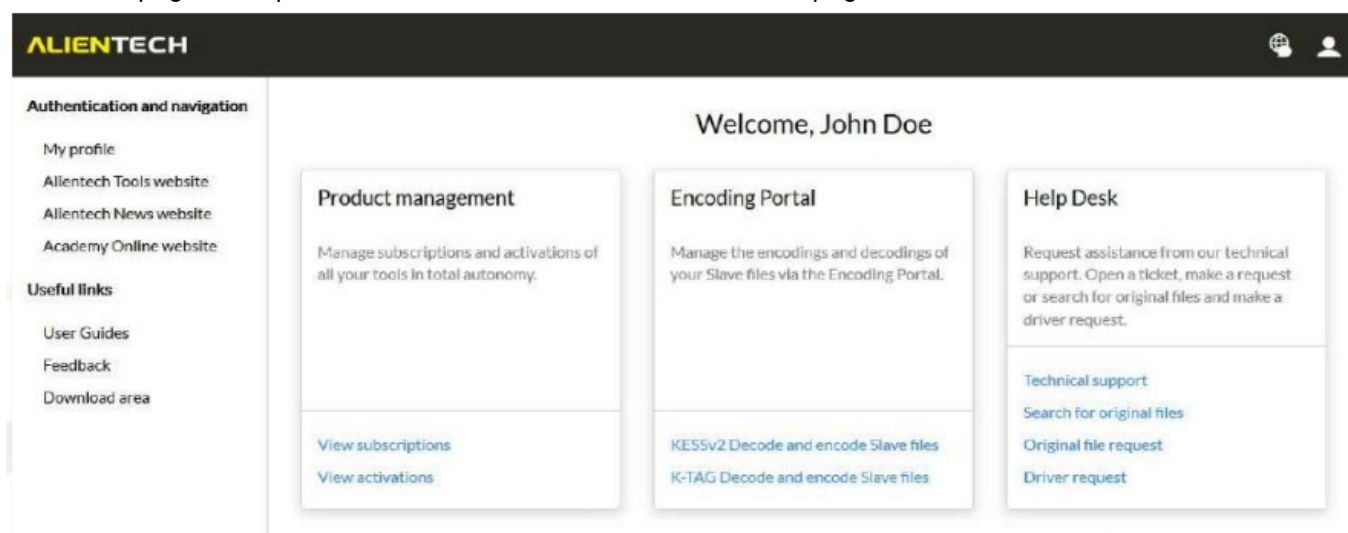 ALIENTECH
Authentication and navigation
My profile
Alientech Tools website
Alientech News website
Academy Online website
Useful links
User Guides
Feedback
Download area
Welcome, John Doe
Product management
Manage subscriptions and activations of
all your tools in total autonomy.
View subscriptions
View activations
Encoding Portal
Manage the encodings and decodings of
your Slave files via the Encoding Portal.
KESSv2 Decode and encode Slave files
K-TAG Decode and encode Slave files
Help Desk
Request assistance from our technical
support. Open a ticket, make a request
or search for original files and make a
driver request.
Technical support
Search for original files
Original file request
Driver request